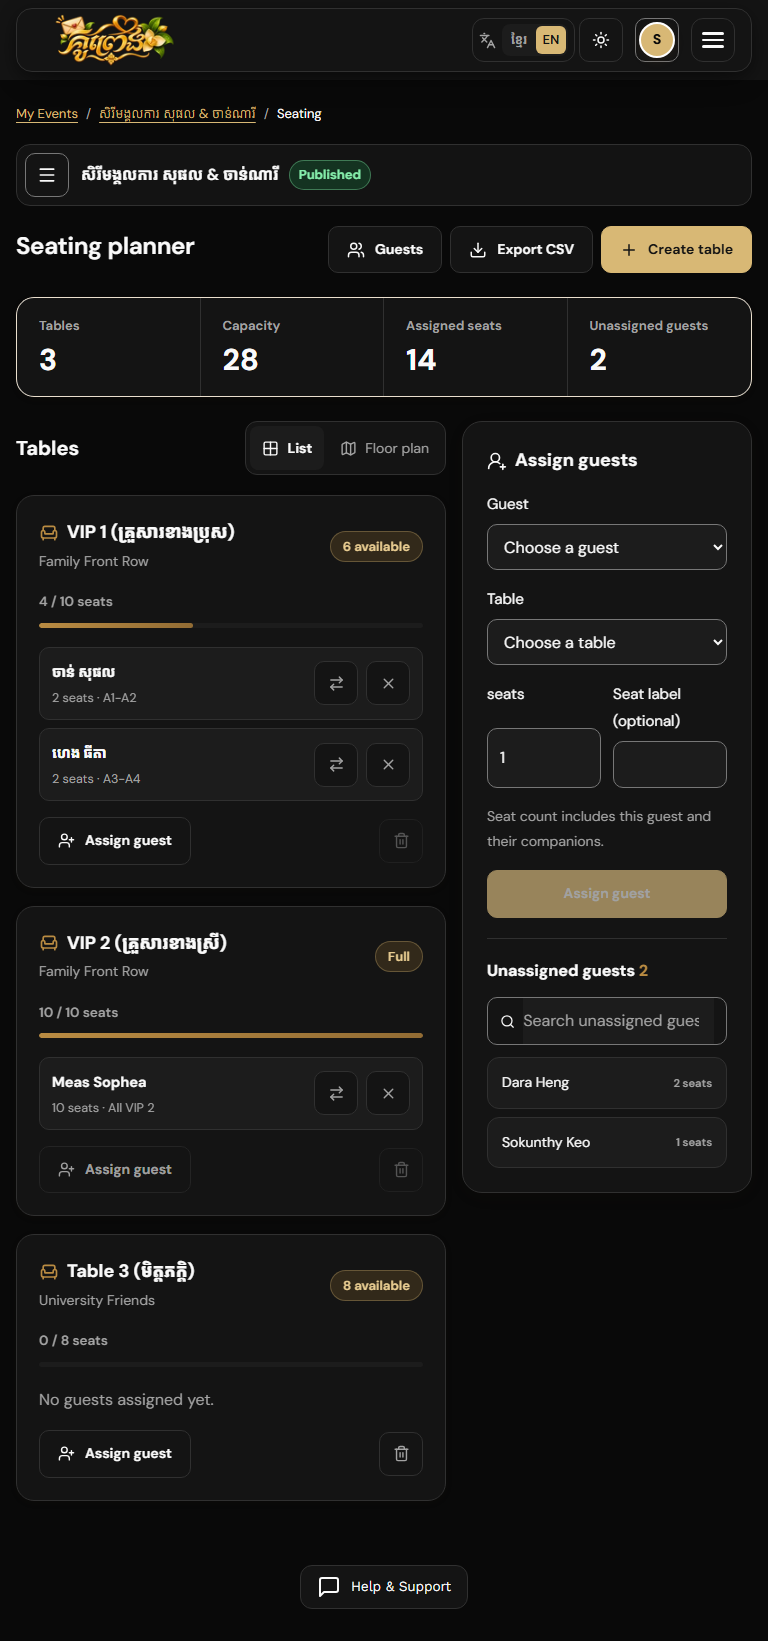 គូព្រេង
ខ្មែរ
EN
S
My Events / សិរីមង្គលការ សុផល & ចាន់ណារី / Seating
សិរីមង្គលការ សុផល & ចាន់ណារី
Published
Seating planner
Guests
Export CSV
Create table
Tables
3
Capacity
28
Assigned seats
14
Unassigned guests
2
Tables
List
Floor plan
VIP 1 (គ្រួសារខាងប្រុស)
Family Front Row
6 available
4 / 10 seats
ចាន់ សុផល
2 seats · A1-A2
ហេង ធីតា
2 seats · A3-A4
Assign guest
VIP 2 (គ្រួសារខាងស្រី)
Family Front Row
Full
10 / 10 seats
Meas Sophea
10 seats · All VIP 2
Assign guest
Table 3 (មិត្តភក្តិ)
University Friends
8 available
0 / 8 seats
No guests assigned yet.
Assign guest
Assign guests
Guest
Choose a guest
Table
Choose a table
seats
1
Seat label
(optional)
Seat count includes this guest and
their companions.
Assign guest
Unassigned guests 2
Search unassigned gues
Dara Heng
2 seats
Sokunthy Keo
1 seats
Help & Support